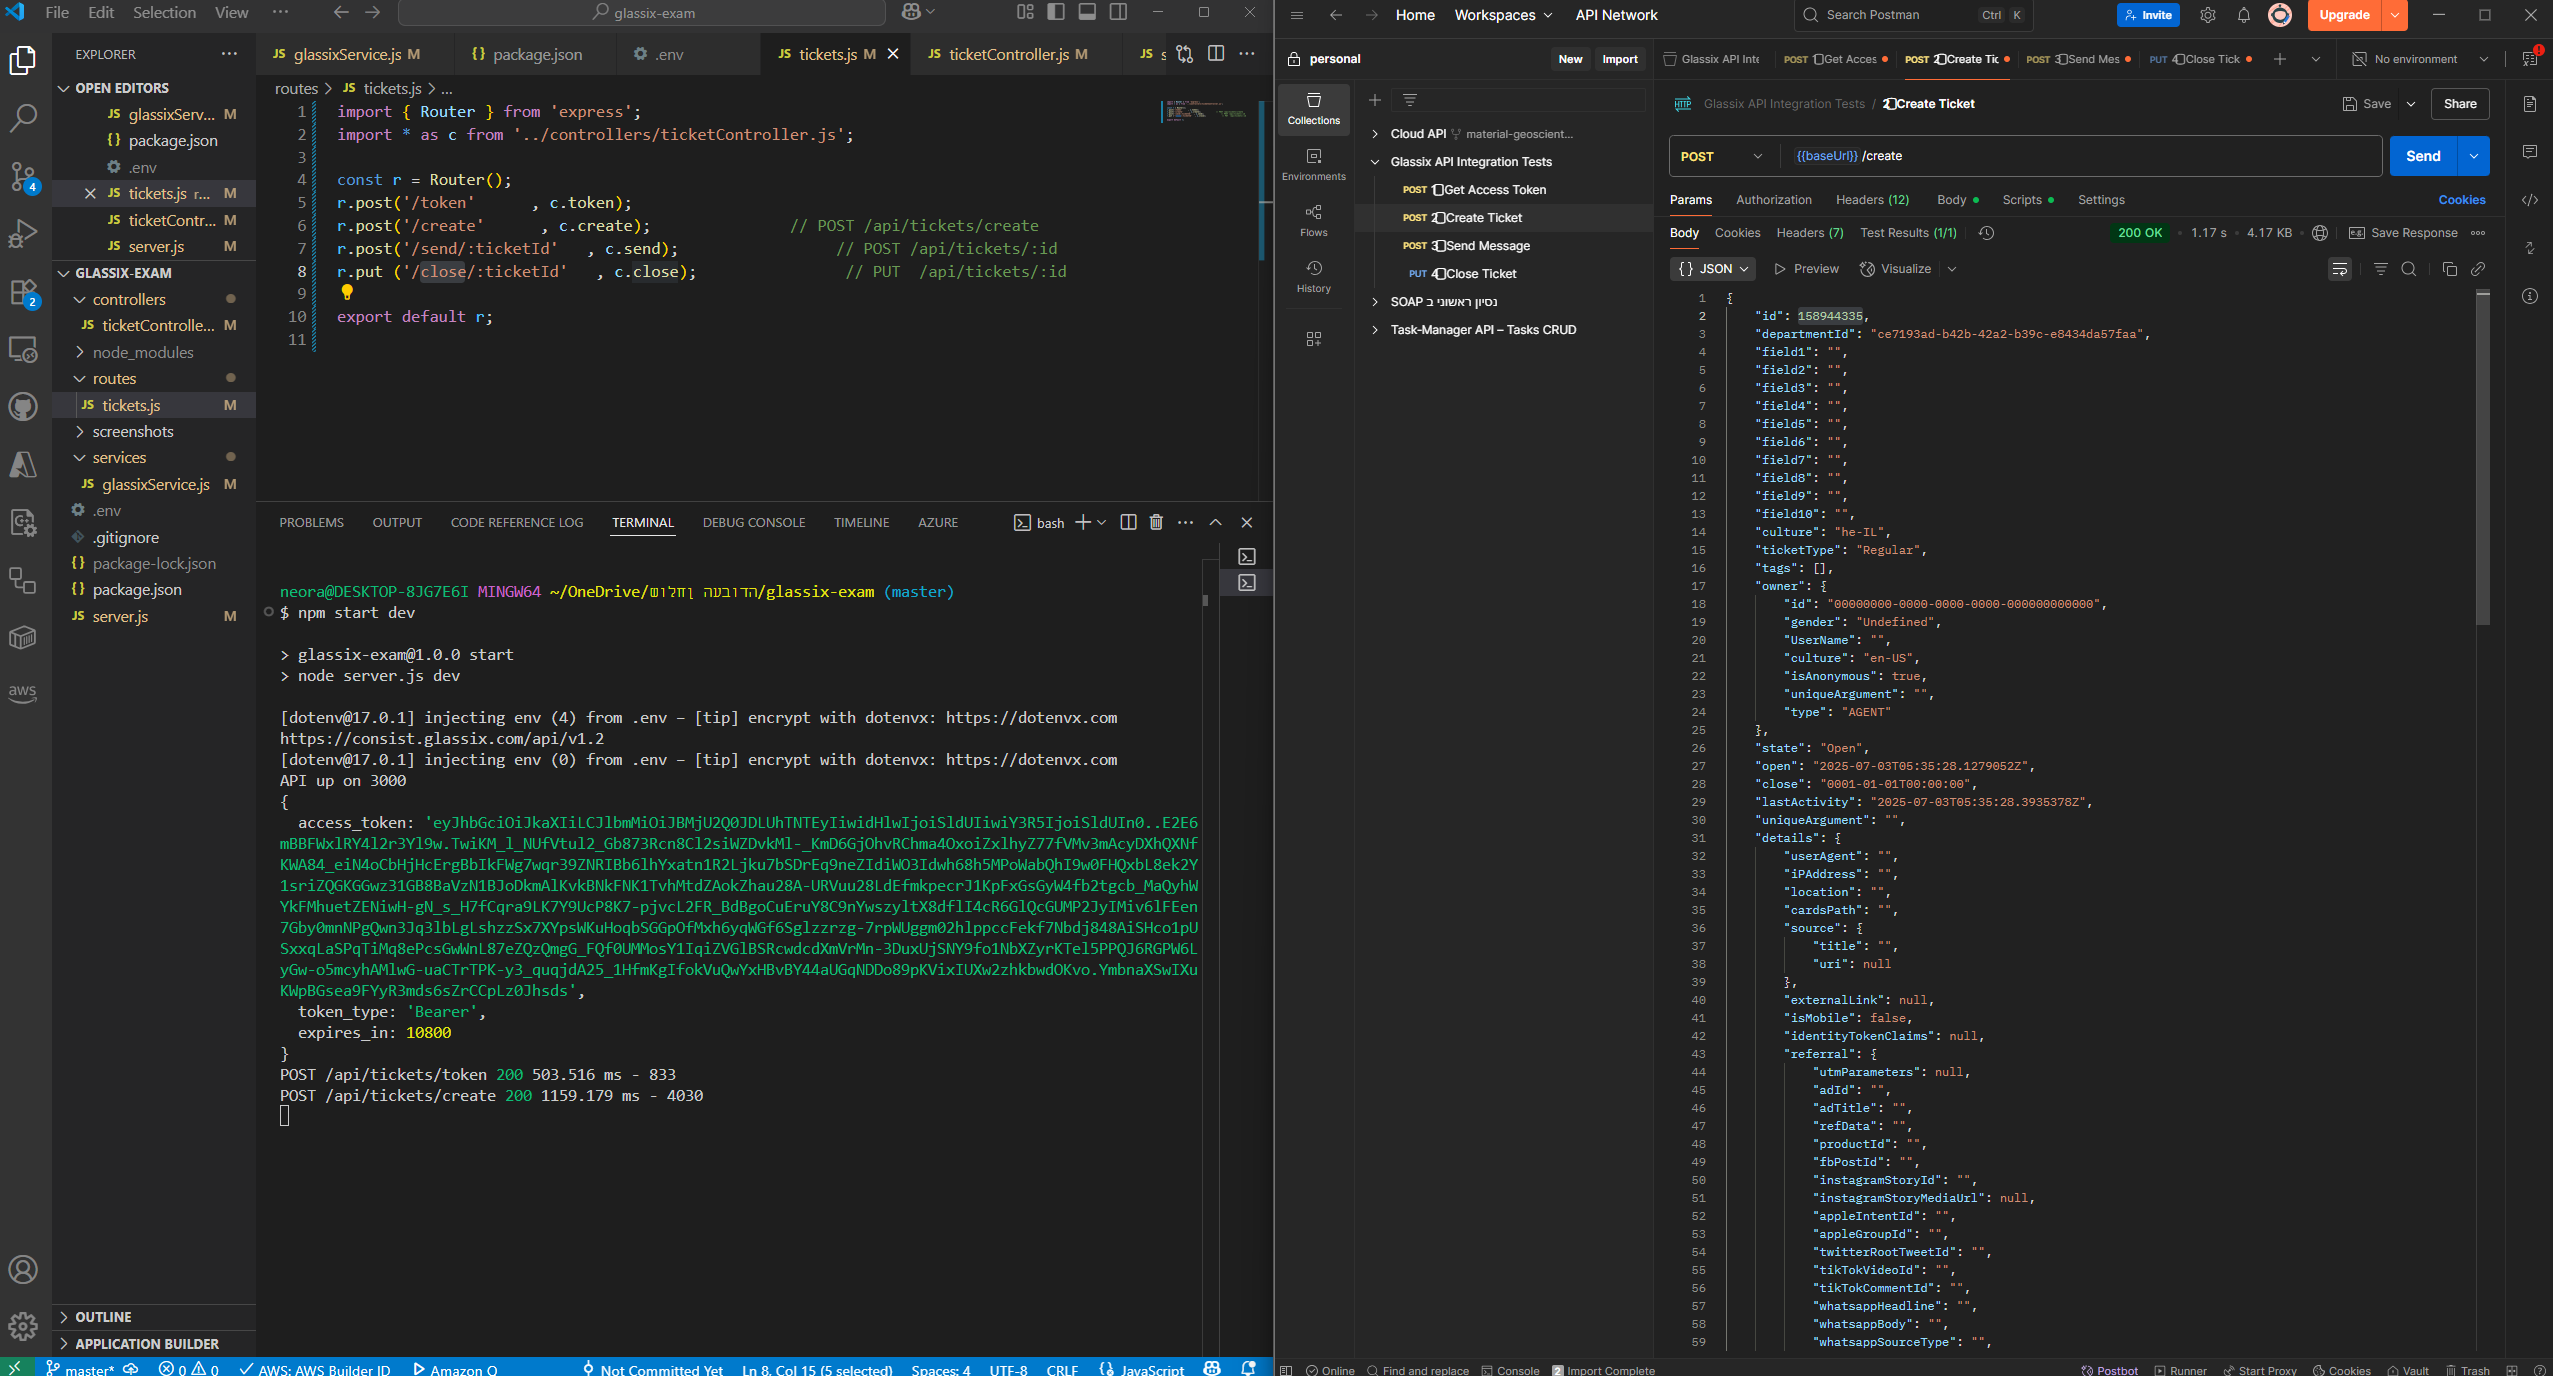 File Edit Selection View ··· glassix-exam
EXPLORER
OPEN EDITORS
JS glassixServ... M
{} package.json
.env
JS tickets.js r... M
JS ticketContr... M
JS server.js M
GLASSIX-EXAM
controllers
JS ticketControlle... M
node_modules
routes
JS tickets.js M
screenshots
services
JS glassixService.js M
.env
.gitignore
{} package-lock.json
{} package.json
JS server.js M
OUTLINE
APPLICATION BUILDER
4
2
aws
JS glassixService.js M {} package.json .env JS tickets.js M JS ticketController.js M JS s
routes > JS tickets.js > ...
1 import { Router } from 'express';
2 import * as c from '../controllers/ticketController.js';
3
4 const r = Router();
5 r.post('/token' , c.token);
6 r.post('/create' , c.create); // POST /api/tickets/create
7 r.post('/send/:ticketId' , c.send); // POST /api/tickets/:id
8 r.put ('/close/:ticketId' , c.close); // PUT /api/tickets/:id
9
10 export default r;
11
PROBLEMS OUTPUT CODE REFERENCE LOG TERMINAL DEBUG CONSOLE TIMELINE AZURE bash
neora@DESKTOP-8JG7E6I MINGW64 ~/OneDrive/שולחן העבודה/glassix-exam (master)
$ npm start dev
> glassix-exam@1.0.0 start
> node server.js dev
[dotenv@17.0.1] injecting env (4) from .env – [tip] encrypt with dotenvx: https://dotenvx.com
https://consist.glassix.com/api/v1.2
[dotenv@17.0.1] injecting env (0) from .env – [tip] encrypt with dotenvx: https://dotenvx.com
API up on 3000
{
access_token:
token_type: 'Bearer',
expires_in: 10800
}
POST /api/tickets/token 200 503.516 ms - 833
POST /api/tickets/create 200 1159.179 ms - 4030
master* 0 0 AWS: AWS Builder ID Amazon Q Not Committed Yet Ln 8, Col 15 (5 selected) Spaces: 4 UTF-8 CRLF {} JavaScript
Home Workspaces API Network Search Postman Ctrl K Invite Upgrade
personal New Import
Glassix API Inte POST 1 Get Acces POST 2 Create Tic POST 3 Send Mes PUT 4 Close Tick No environment
Collections
Environments
Flows
History
Cloud API material-geoscient...
Glassix API Integration Tests
POST 1 Get Access Token
POST 2 Create Ticket
POST 3 Send Message
PUT 4 Close Ticket
SOAP נסיון ראשוני ב
Task-Manager API – Tasks CRUD
HTTP Glassix API Integration Tests / 2 Create Ticket Save Share
POST {{baseUrl}} /create Send
Params Authorization Headers (12) Body Scripts Settings Cookies
Body Cookies Headers (7) Test Results (1/1) 200 OK 1.17 s 4.17 KB Save Response
{} JSON Preview Visualize
1 {
2 "id": 158944335,
3 "departmentId": "ce7193ad-b42b-42a2-b39c-e8434da57faa",
4 "field1": "",
5 "field2": "",
6 "field3": "",
7 "field4": "",
8 "field5": "",
9 "field6": "",
10 "field7": "",
11 "field8": "",
12 "field9": "",
13 "field10": "",
14 "culture": "he-IL",
15 "ticketType": "Regular",
16 "tags": [],
17 "owner": {
18 "id": "00000000-0000-0000-0000-000000000000",
19 "gender": "Undefined",
20 "UserName": "",
21 "culture": "en-US",
22 "isAnonymous": true,
23 "uniqueArgument": "",
24 "type": "AGENT"
25 },
26 "state": "Open",
27 "open": "2025-07-03T05:35:28.1279052Z",
28 "close": "0001-01-01T00:00:00",
29 "lastActivity": "2025-07-03T05:35:28.3935378Z",
30 "uniqueArgument": "",
31 "details": {
32 "userAgent": "",
33 "iPAddress": "",
34 "location": "",
35 "cardsPath": "",
36 "source": {
37 "title": "",
38 "uri": null
39 },
40 "externalLink": null,
41 "isMobile": false,
42 "identityTokenClaims": null,
43 "referral": {
44 "utmParameters": null,
45 "adId": "",
46 "adTitle": "",
47 "refData": "",
48 "productId": "",
49 "fbPostId": "",
50 "instagramStoryId": "",
51 "instagramStoryMediaUrl": null,
52 "appleIntentId": "",
53 "appleGroupId": "",
54 "twitterRootTweetId": "",
55 "tikTokVideoId": "",
56 "tikTokCommentId": "",
57 "whatsappHeadline": "",
58 "whatsappBody": "",
59 "whatsappSourceType": "",
Online Find and replace Console 2 Import Complete Postbot Runner Start Proxy Cookies Vault Trash